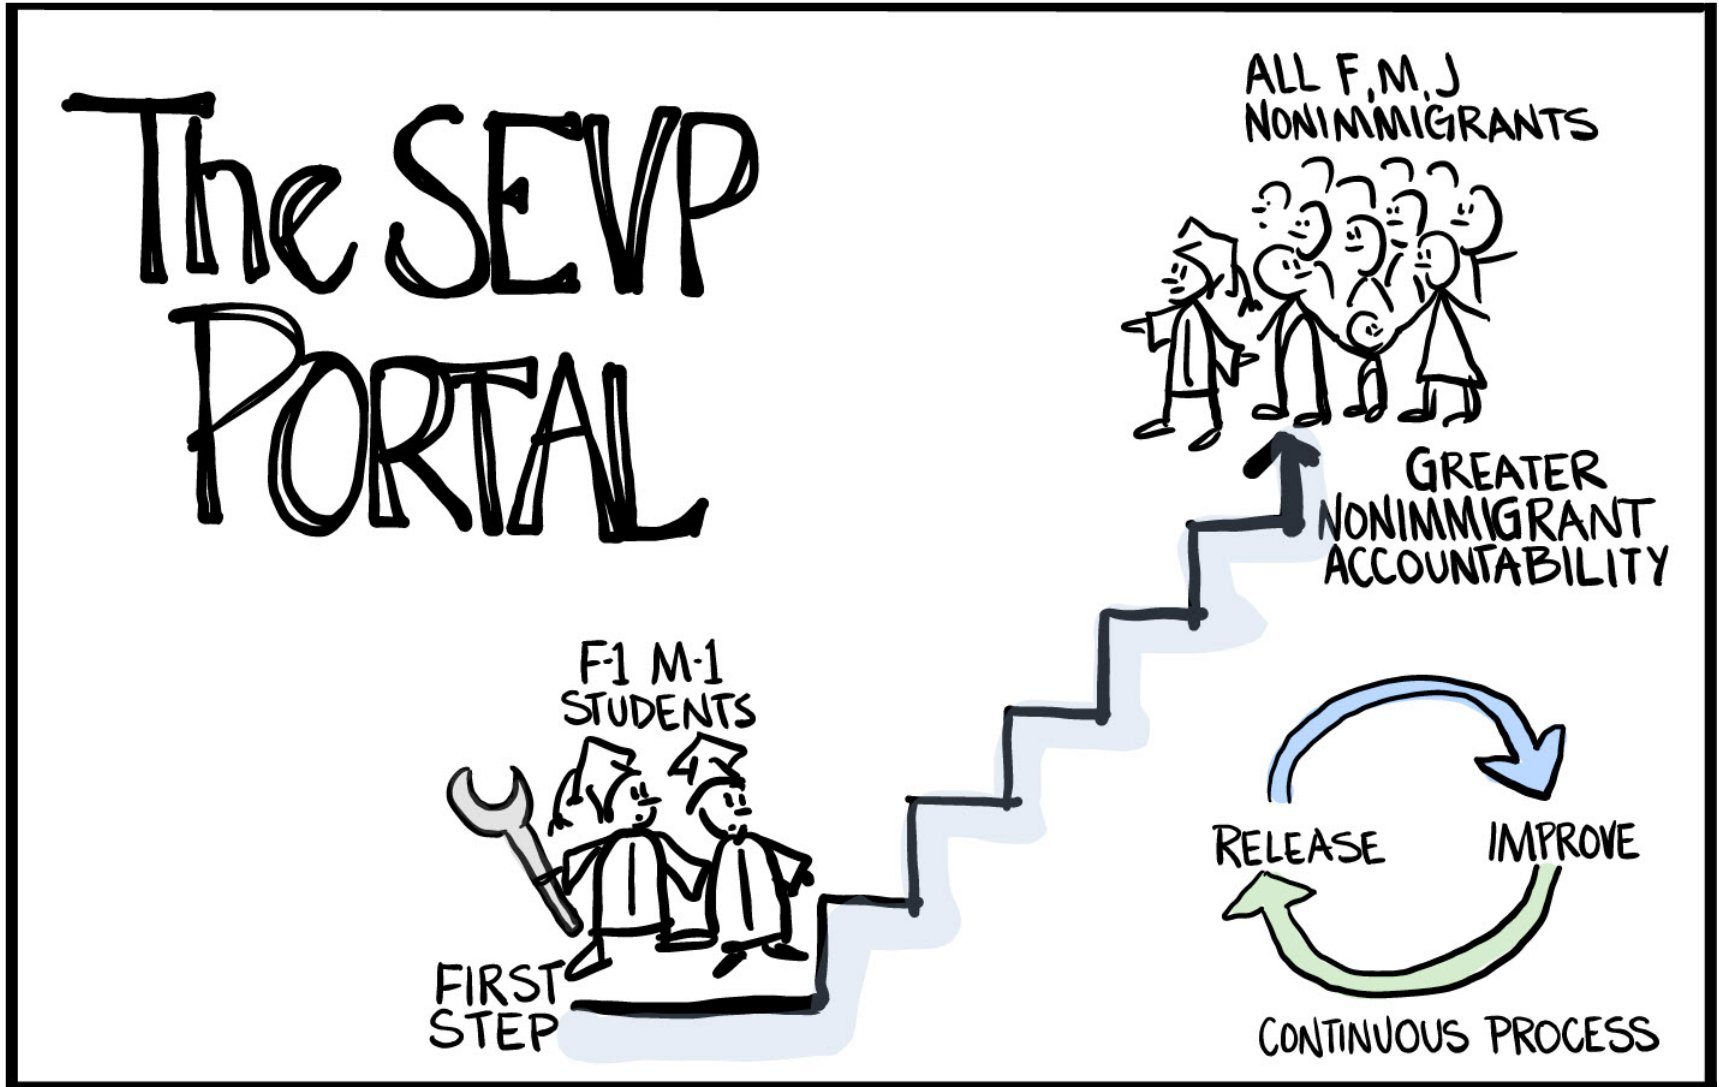 The SEVP
PORTAL
ALL F, M, J
NONIMMIGRANTS
GREATER
NONIMMIGRANT
ACCOUNTABILITY
F-1 M-1
STUDENTS
FIRST
STEP
RELEASE IMPROVE
CONTINUOUS PROCESS